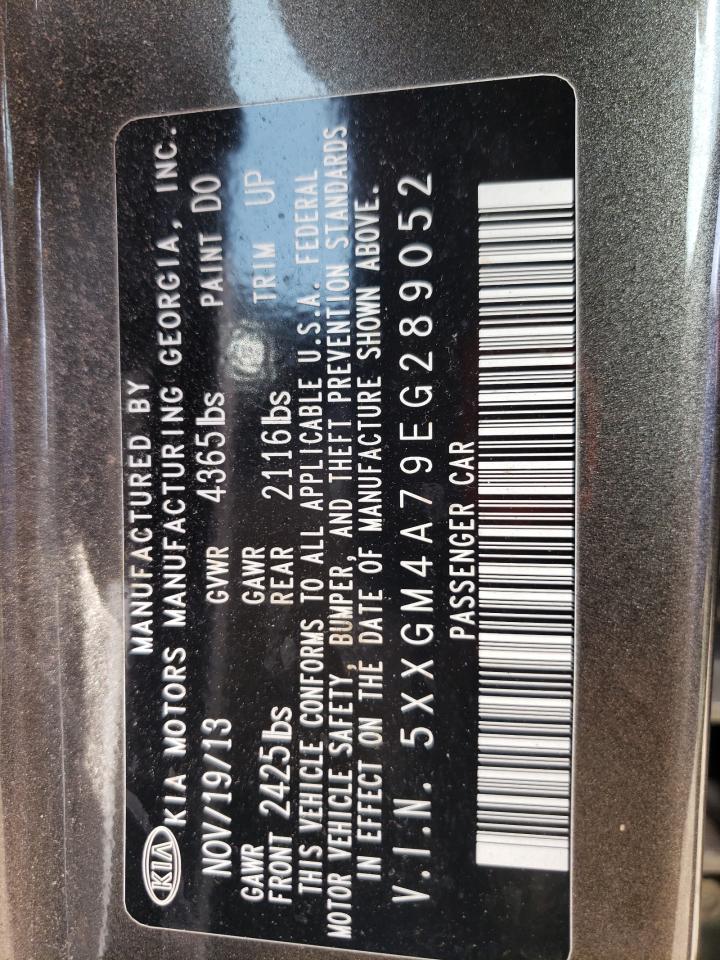 MANUFACTURED BY
KIA KIA MOTORS MANUFACTURING GEORGIA, INC.
NOV/19/13 GVWR 4365lbs PAINT DO
GAWR GAWR
FRONT 2425lbs REAR 2116lbs TRIM UP
THIS VEHICLE CONFORMS TO ALL APPLICABLE U.S.A. FEDERAL
MOTOR VEHICLE SAFETY, BUMPER, AND THEFT PREVENTION STANDARDS
IN EFFECT ON THE DATE OF MANUFACTURE SHOWN ABOVE.
V.I.N. 5XXGM4A79EG289052
PASSENGER CAR